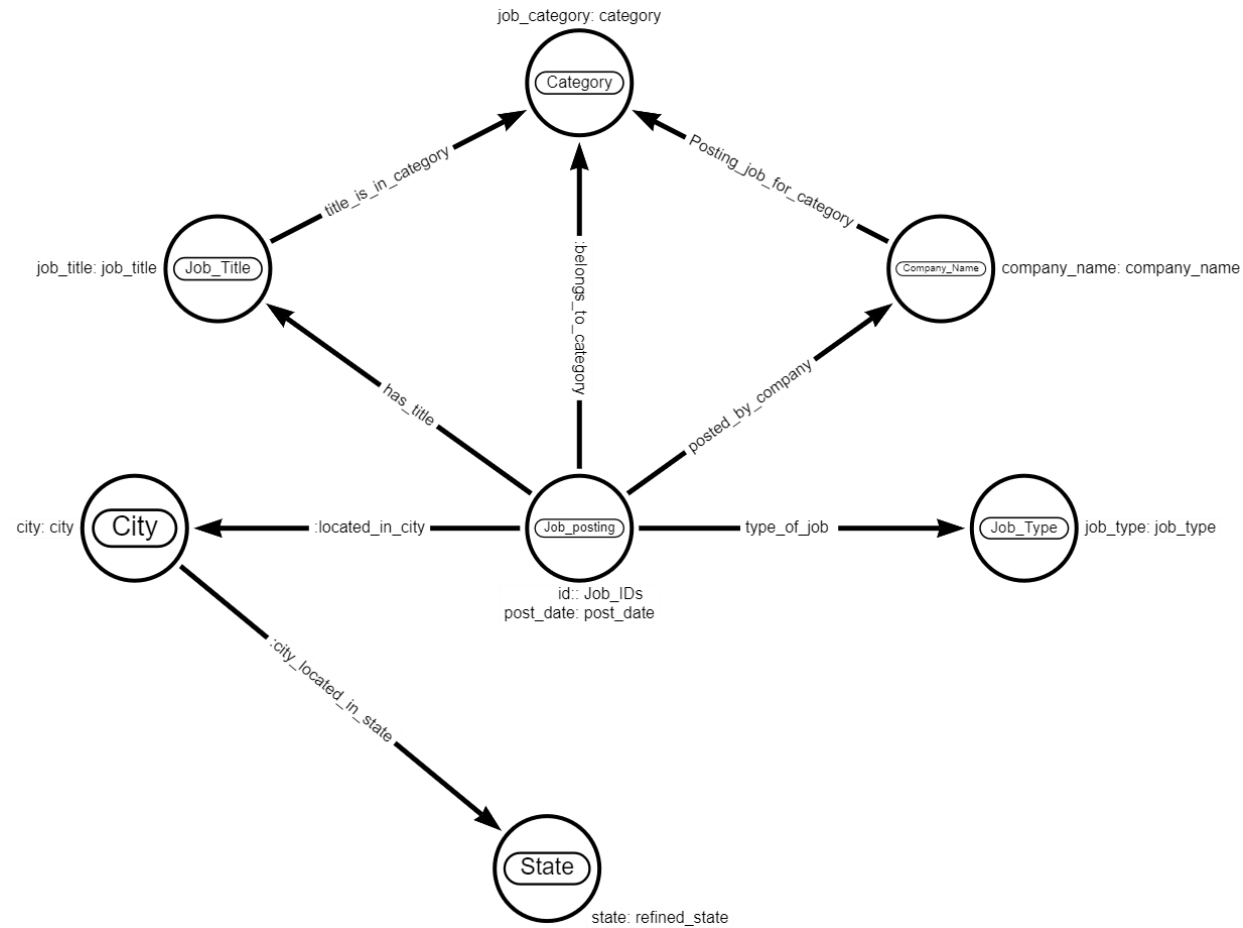 job_category: category
Category
title_is_in_category
Posting_job_for_category
job_title: job_title
Job_Title
Company_Name
company_name: company_name
:belongs_to_category
has_title
posted_by_company
city: city
City
:located_in_city
Job_posting
type_of_job
Job_Type
job_type: job_type
id:: Job_IDs
post_date: post_date
:city_located_in_state
State
state: refined_state